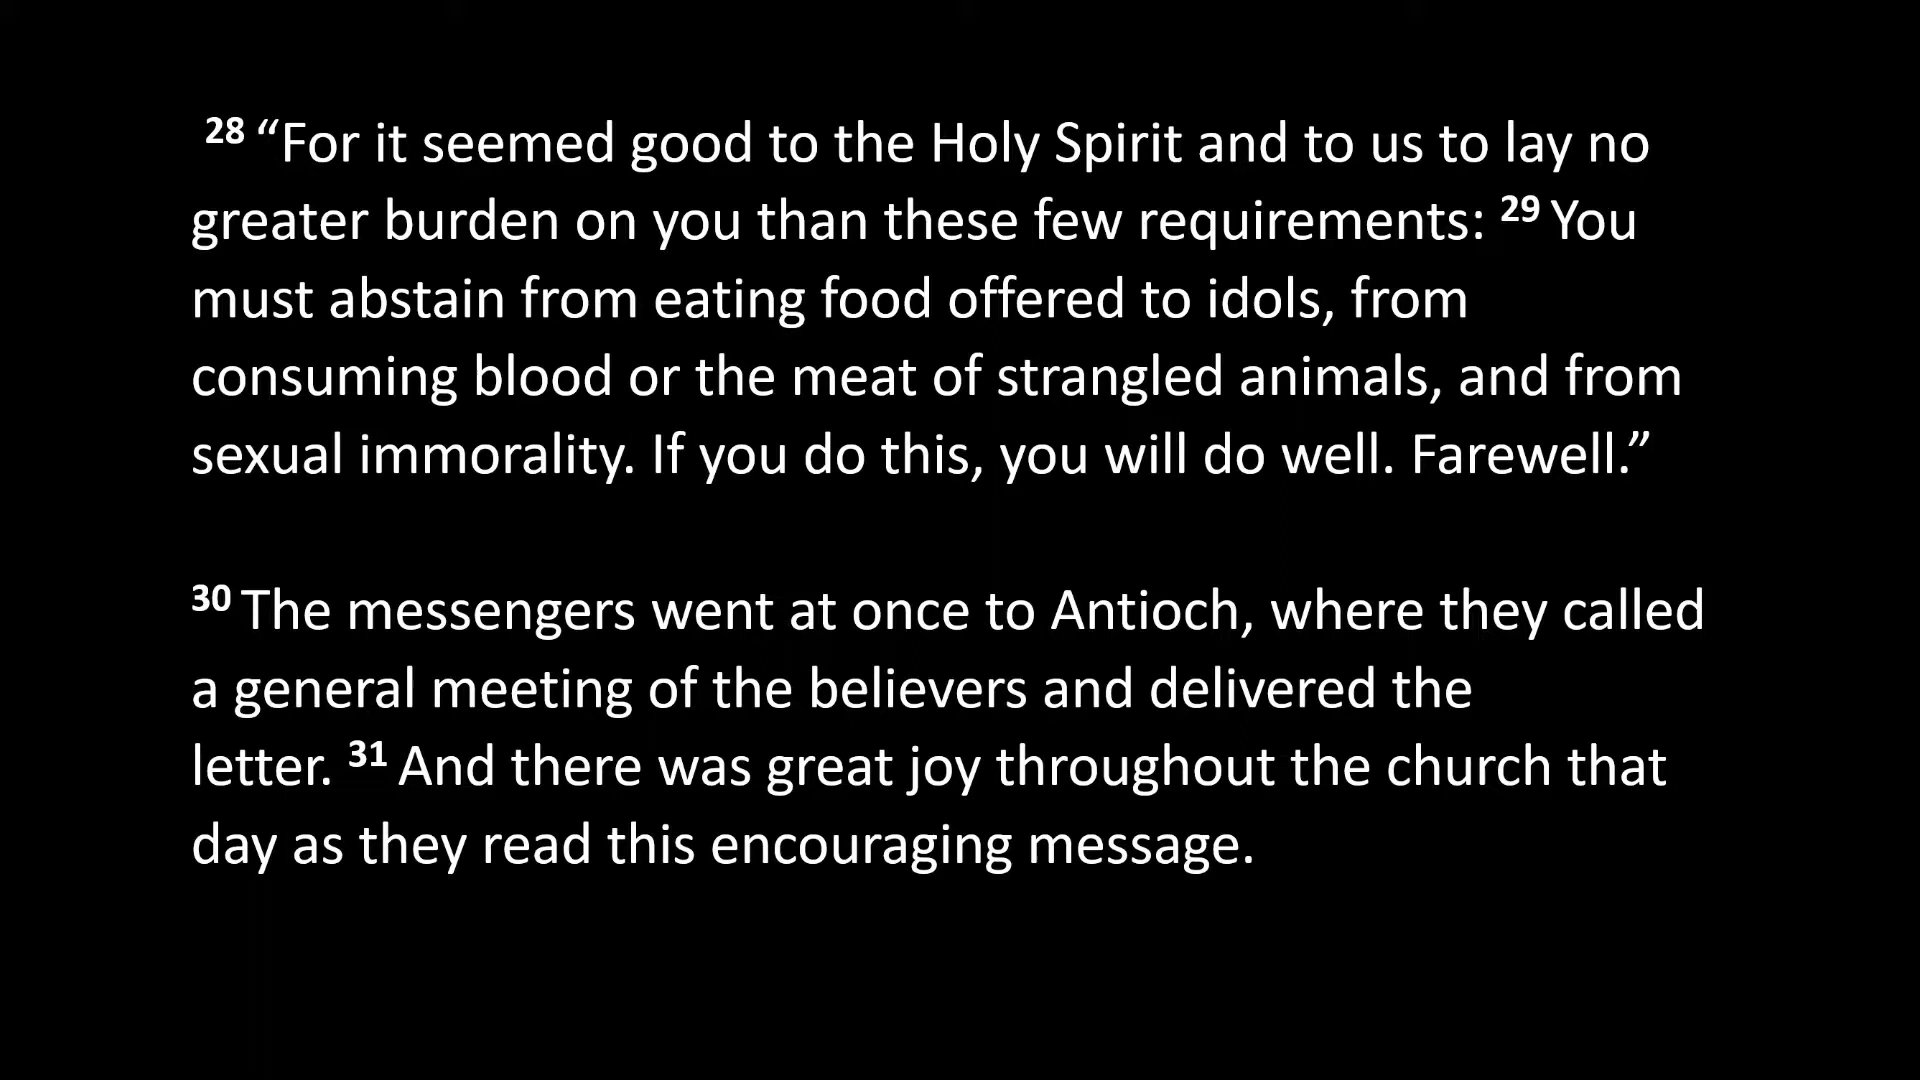 28 “For it seemed good to the Holy Spirit and to us to lay no
greater burden on you than these few requirements: 29 You
must abstain from eating food offered to idols, from
consuming blood or the meat of strangled animals, and from
sexual immorality. If you do this, you will do well. Farewell.”
30 The messengers went at once to Antioch, where they called
a general meeting of the believers and delivered the
letter. 31 And there was great joy throughout the church that
day as they read this encouraging message.